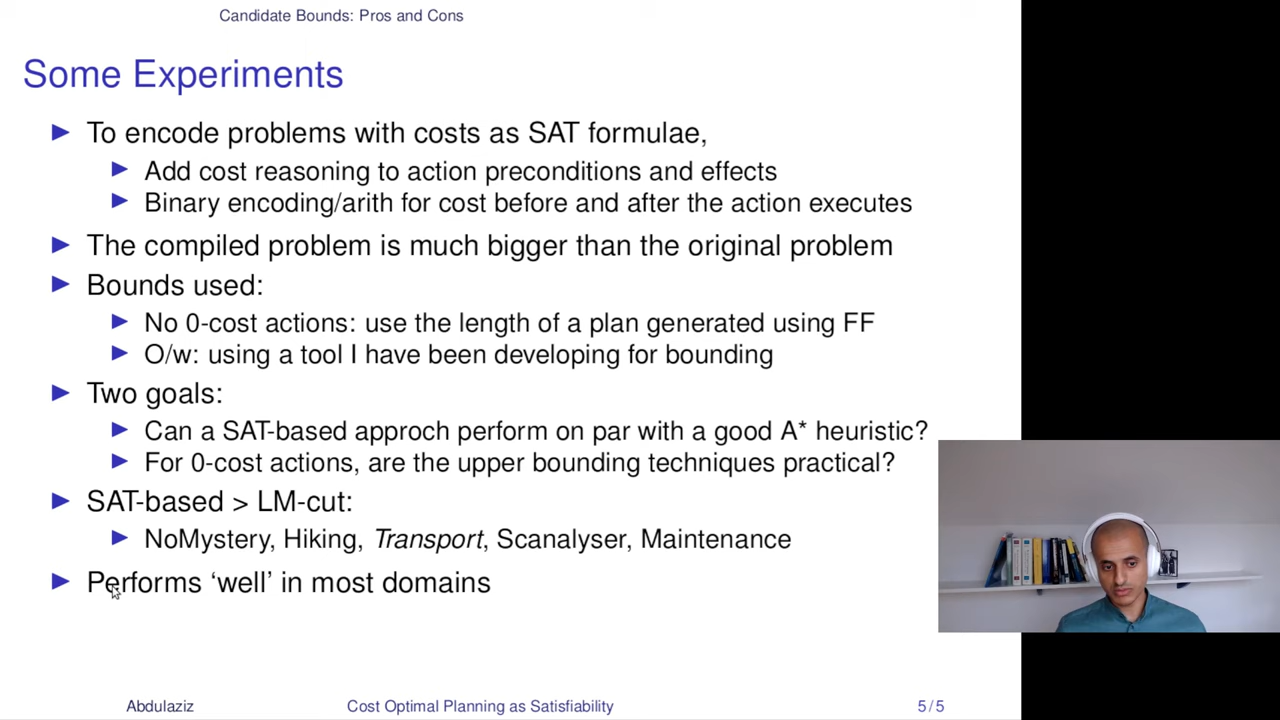 Candidate Bounds: Pros and Cons
Some Experiments
To encode problems with costs as SAT formulae,
Add cost reasoning to action preconditions and effects
Binary encoding/arith for cost before and after the action executes
The compiled problem is much bigger than the original problem
Bounds used:
No 0-cost actions: use the length of a plan generated using FF
O/w: using a tool I have been developing for bounding
Two goals:
Can a SAT-based approch perform on par with a good A* heuristic?
For 0-cost actions, are the upper bounding techniques practical?
SAT-based > LM-cut:
NoMystery, Hiking, Transport, Scanalyser, Maintenance
Performs ‘well’ in most domains
Abdulaziz
Cost Optimal Planning as Satisfiability
5/5